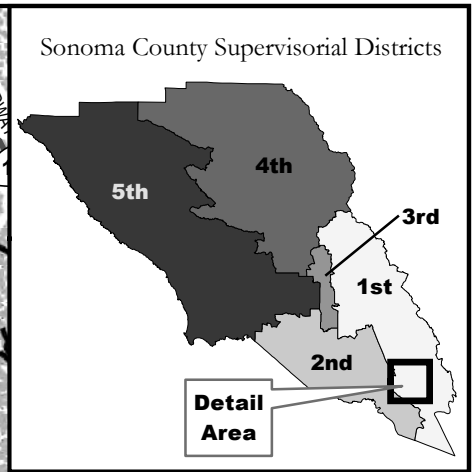 Sonoma County Supervisorial Districts
4th
5th
3rd
1st
2nd
Detail
Area